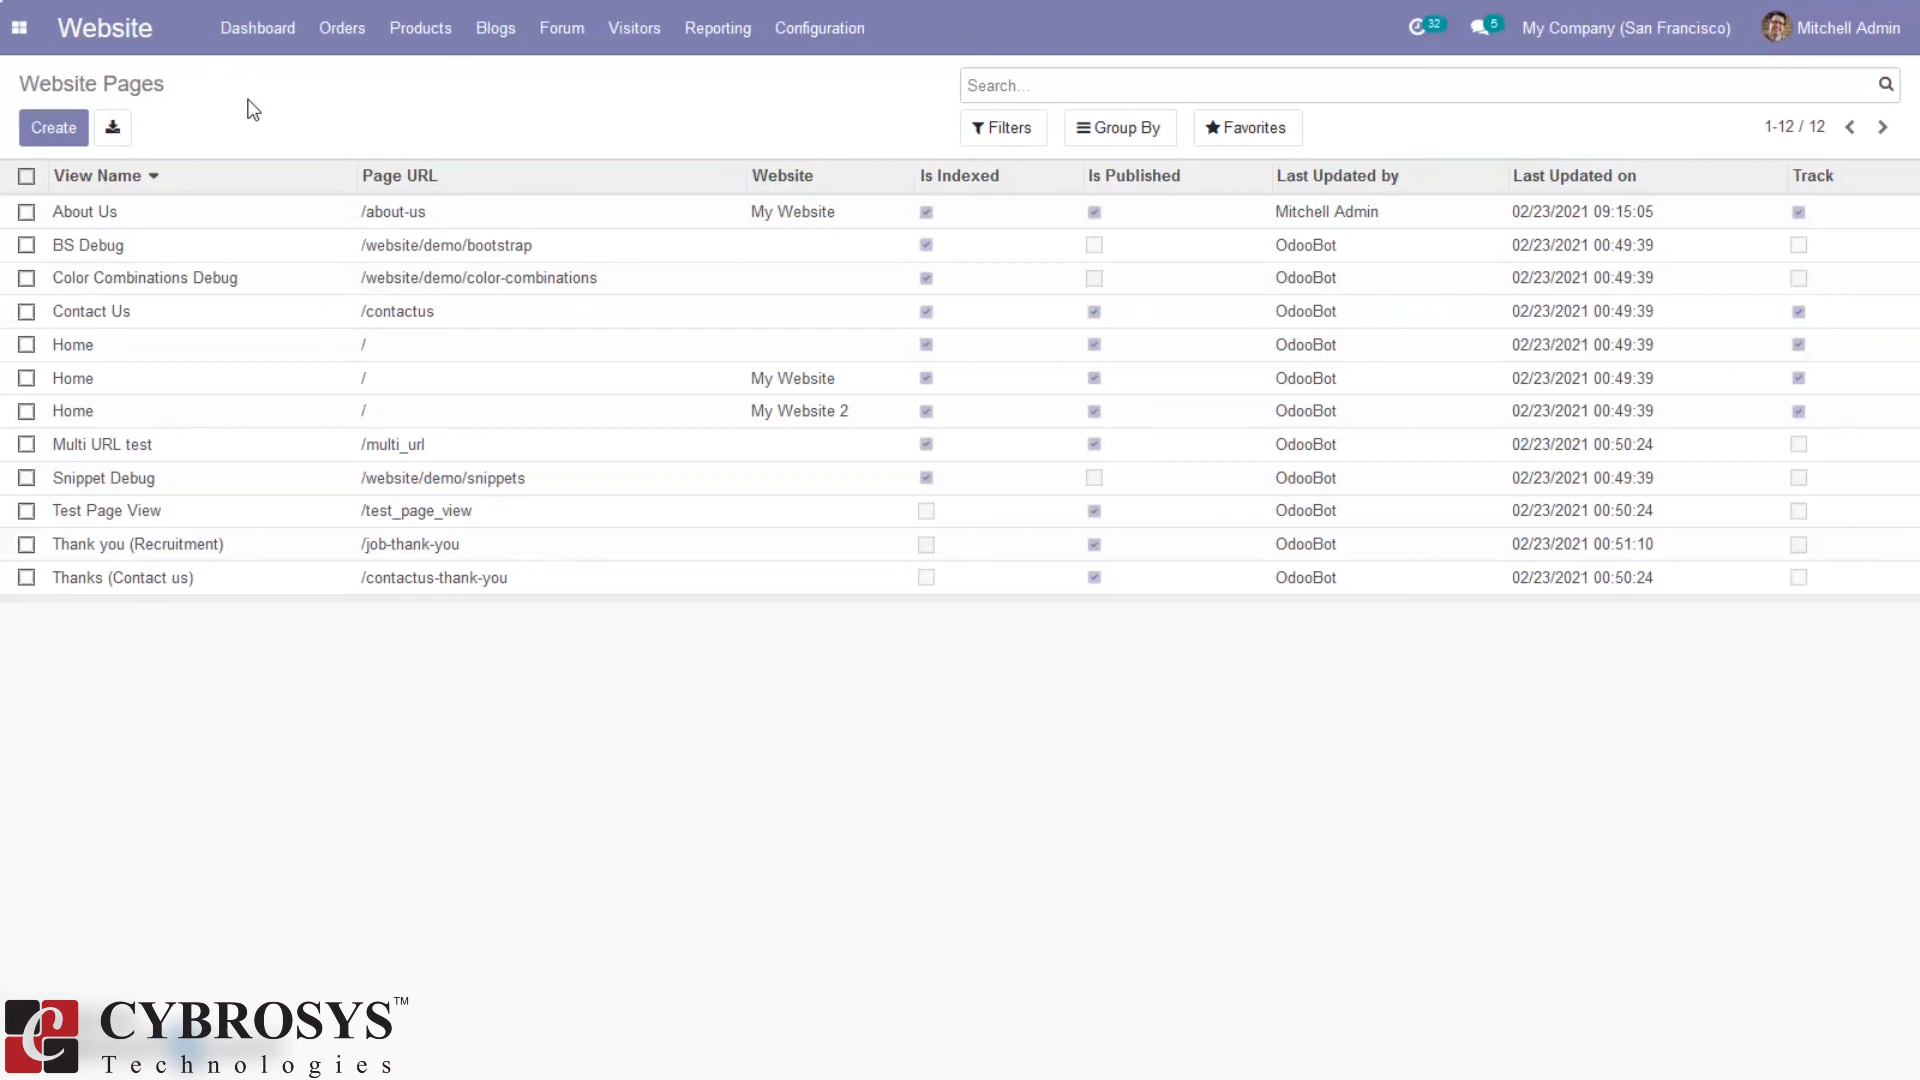 Website Dashboard Orders Products Blogs Forum Visitors Reporting Configuration 32 5 My Company (San Francisco) Mitchell Admin
Website Pages
Search...
Create Filters Group By Favorites 1-12 / 12
View Name Page URL Website Is Indexed Is Published Last Updated by Last Updated on Track
About Us /about-us My Website Mitchell Admin 02/23/2021 09:15:05
BS Debug /website/demo/bootstrap OdooBot 02/23/2021 00:49:39
Color Combinations Debug /website/demo/color-combinations OdooBot 02/23/2021 00:49:39
Contact Us /contactus OdooBot 02/23/2021 00:49:39
Home / OdooBot 02/23/2021 00:49:39
Home / My Website OdooBot 02/23/2021 00:49:39
Home / My Website 2 OdooBot 02/23/2021 00:49:39
Multi URL test /multi_url OdooBot 02/23/2021 00:50:24
Snippet Debug /website/demo/snippets OdooBot 02/23/2021 00:49:39
Test Page View /test_page_view OdooBot 02/23/2021 00:50:24
Thank you (Recruitment) /job-thank-you OdooBot 02/23/2021 00:51:10
Thanks (Contact us) /contactus-thank-you OdooBot 02/23/2021 00:50:24
CYBROSYS™
Technologies